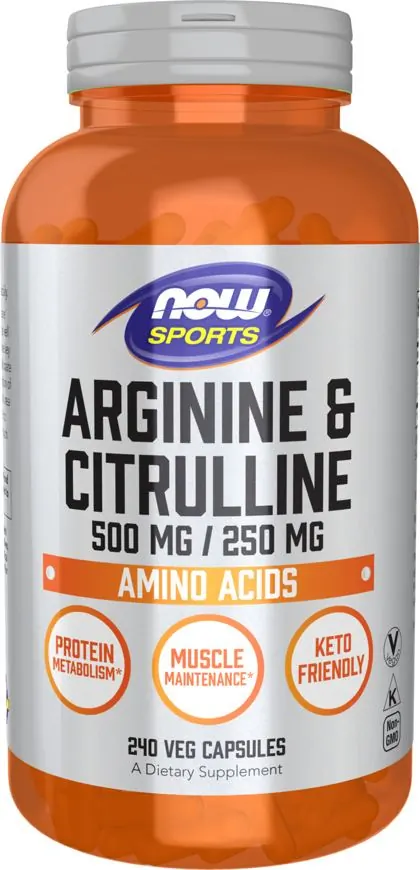 now®
SPORTS
ARGININE &
CITRULLINE
500 MG / 250 MG
AMINO ACIDS
PROTEIN
METABOLISM*
MUSCLE
MAINTENANCE*
KETO
FRIENDLY
V
K
Non-
GMO
240 VEG CAPSULES
A Dietary Supplement